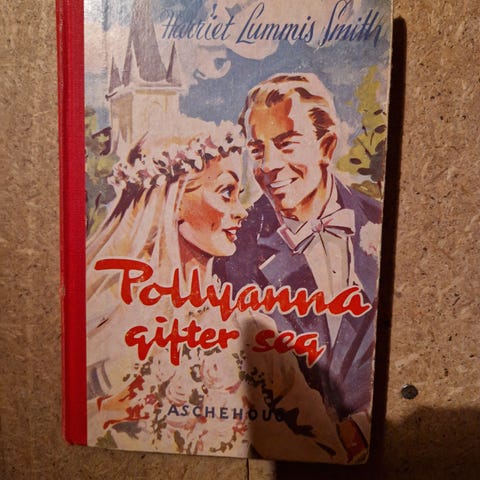 Harriet Lummis Smith
Pollyanna
gifter seg
ASCHEHOUG